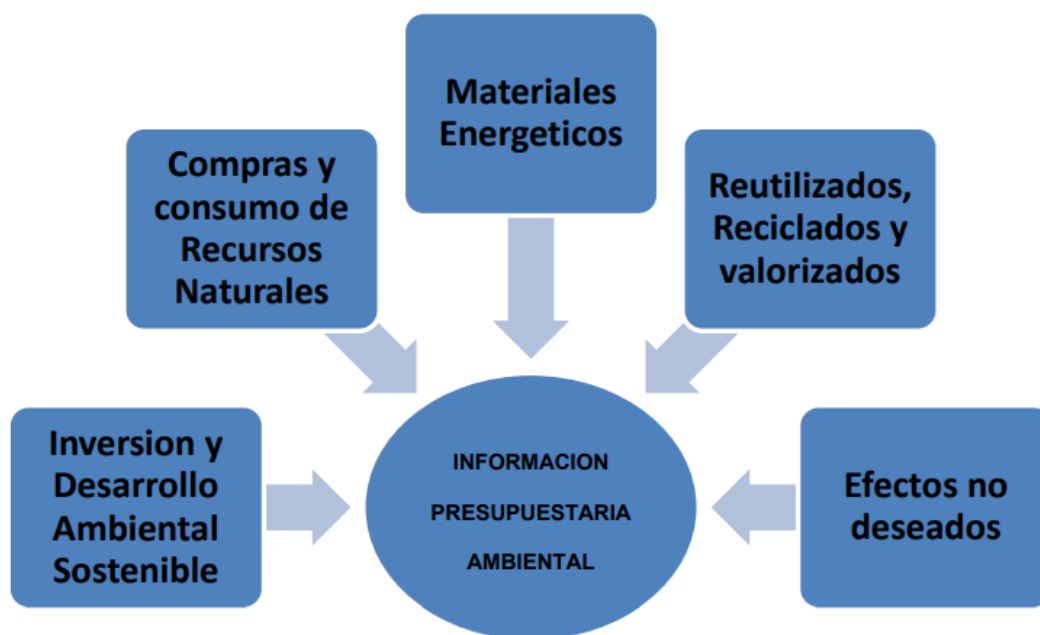 Materiales
Energeticos
Compras y
consumo de
Recursos
Naturales
Reutilizados,
Reciclados y
valorizados
Inversion y
Desarrollo
Ambiental
Sostenible
INFORMACION
PRESUPUESTARIA
AMBIENTAL
Efectos no
deseados